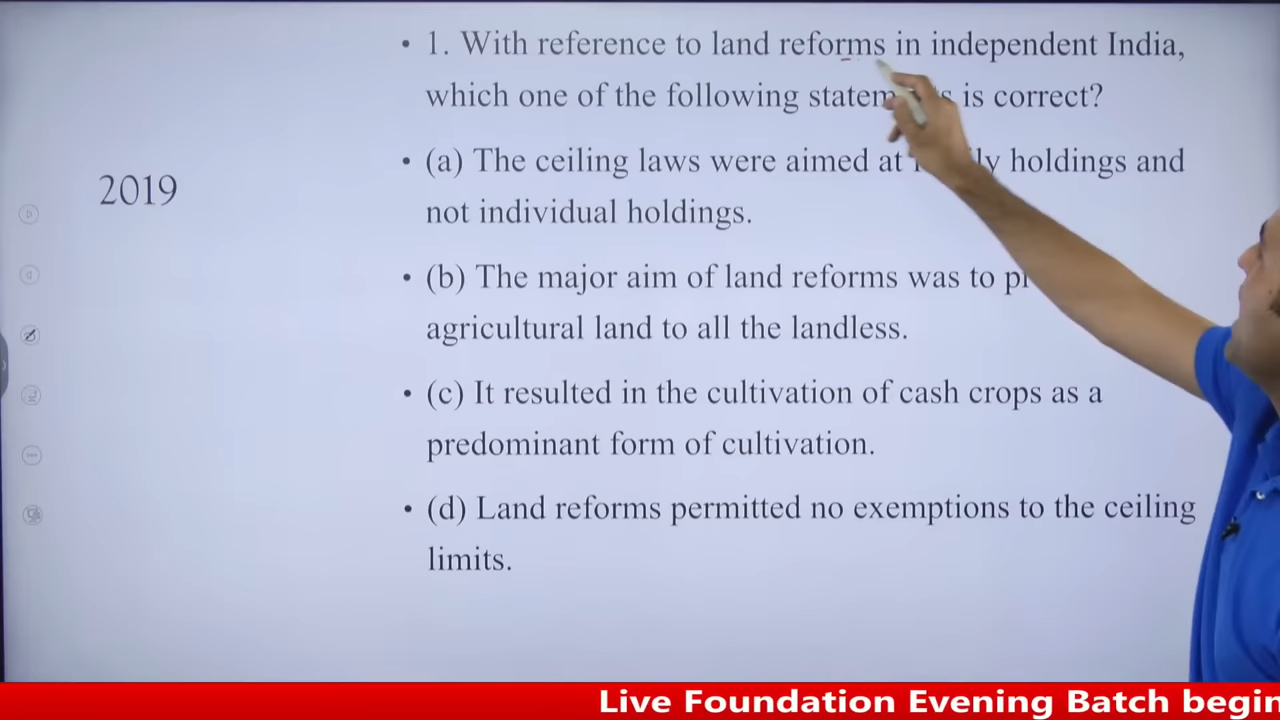 • 1. With reference to land reforms in independent India,
which one of the following is correct?
• (a) The ceiling laws were aimed at holdings and
not individual holdings.
2019
• (b) The major aim of land reforms was to
agricultural land to all the landless.
• (c) It resulted in the cultivation of cash crops as a
predominant form of cultivation.
• (d) Land reforms permitted no exemptions to the ceiling
limits.
Live Foundation Evening Batch begin